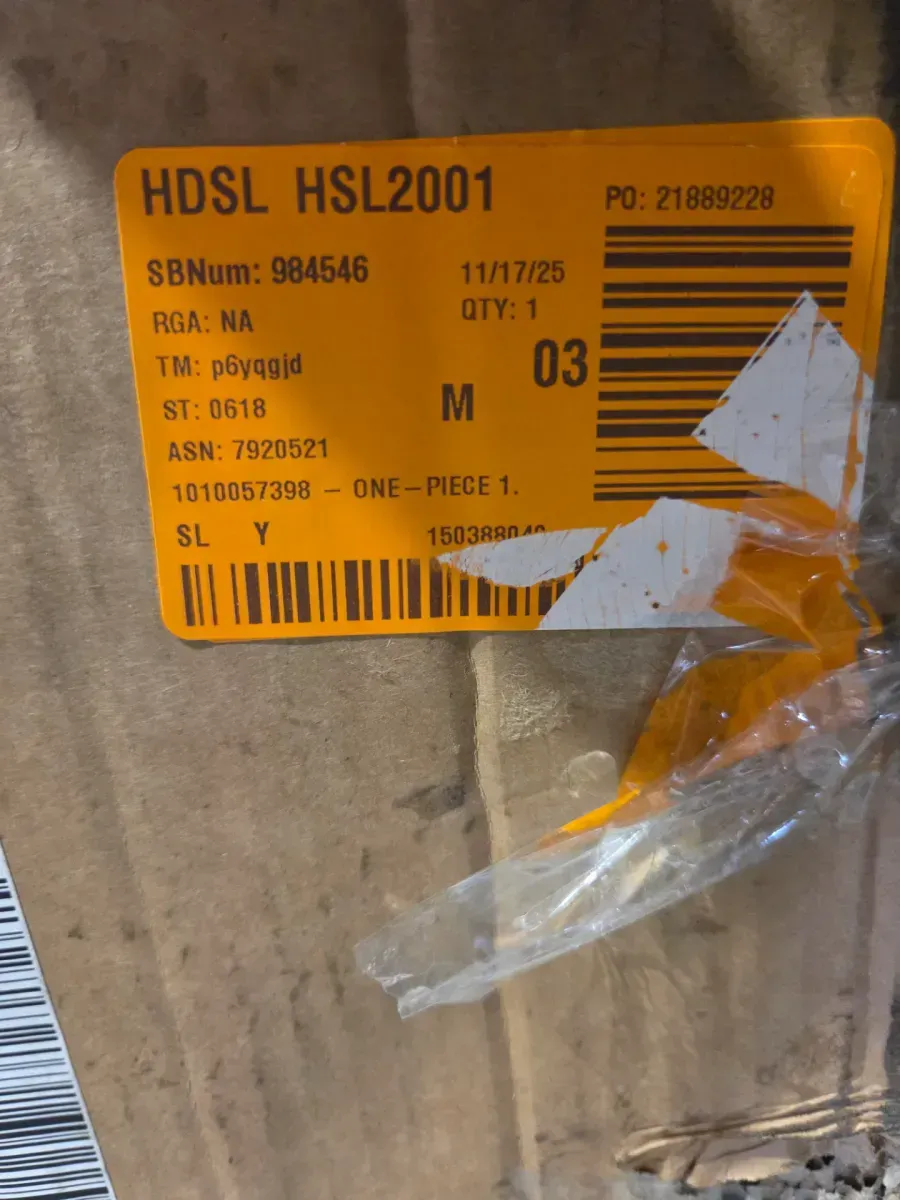 HDSL HSL2001
PO: 21889228
SBNum: 984546
11/17/25
RGA: NA
QTY: 1
TM: p6yqgjd
03
ST: 0618
M
ASN: 7920521
1010057398 - ONE-PIECE 1.
SL Y